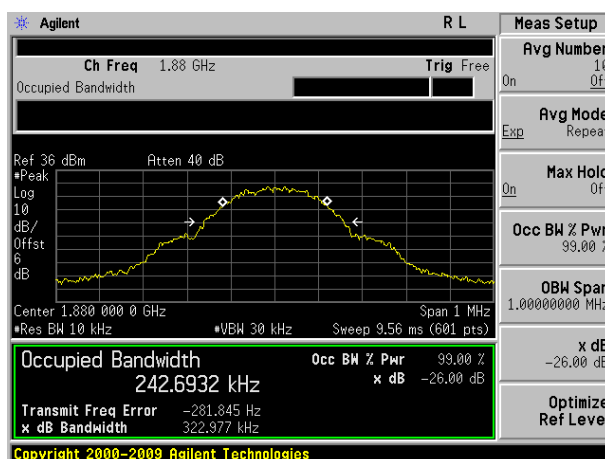 Agilent R L
Meas Setup
Ch Freq 1.88 GHz Trig Free
Occupied Bandwidth
Avg Number
10
On Off
Avg Mode
Exp Repeat
Max Hold
On Off
Occ BW % Pwr
99.00 %
OBW Span
1.00000000 MHz
x dB
-26.00 dB
Optimize
Ref Level
Ref 36 dBm Atten 40 dB
#Peak
Log
10
dB/
Offst
6
dB
Center 1.880 000 0 GHz Span 1 MHz
#Res BW 10 kHz #VBW 30 kHz Sweep 9.56 ms (601 pts)
Occupied Bandwidth
242.6932 kHz
Occ BW % Pwr 99.00 %
x dB -26.00 dB
Transmit Freq Error -281.845 Hz
x dB Bandwidth 322.977 kHz
Copyright 2000-2009 Agilent Technologies